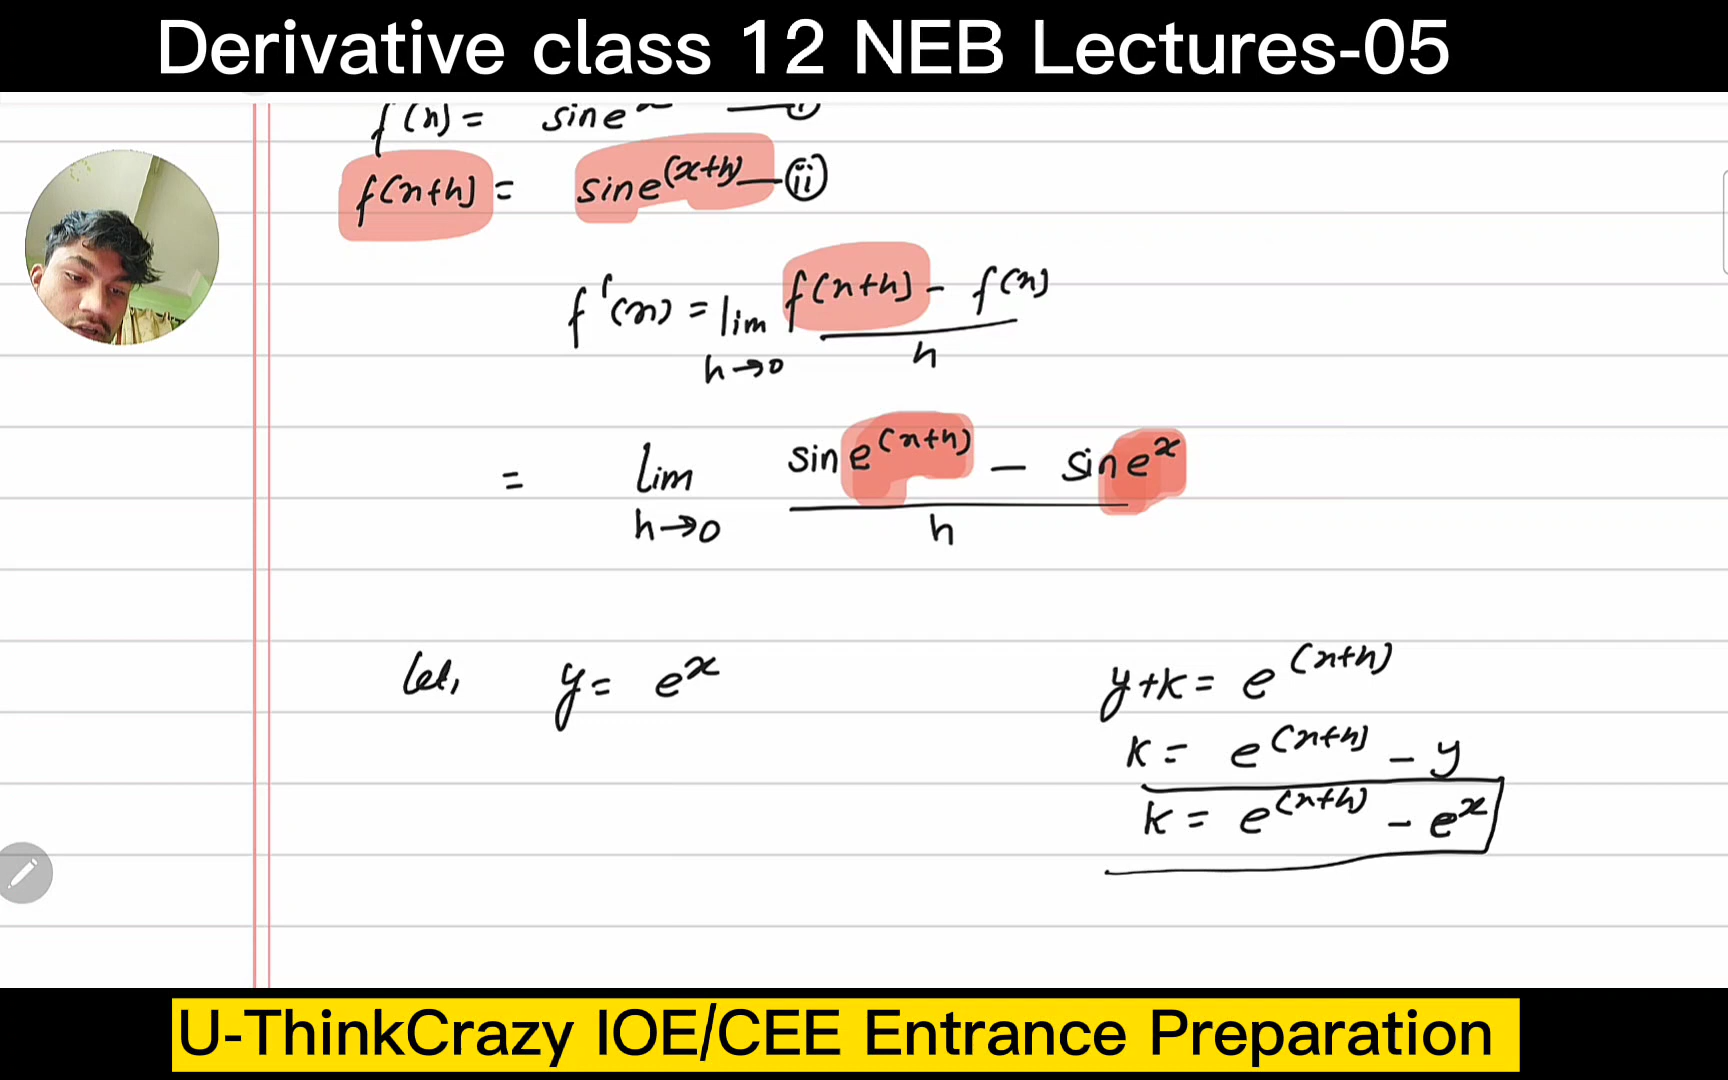 Derivative class 12 NEB Lectures-05
f(x) = sine^x — (i)
f(x+h) = sine^(x+h) — (ii)
f'(x) = lim h→0 f(x+h) - f(x) / h
= lim h→0 sin e^(x+h) - sin e^x / h
let, y = e^x
y+k = e^(x+h)
k = e^(x+h) - y
k = e^(x+h) - e^x
U-ThinkCrazy IOE/CEE Entrance Preparation